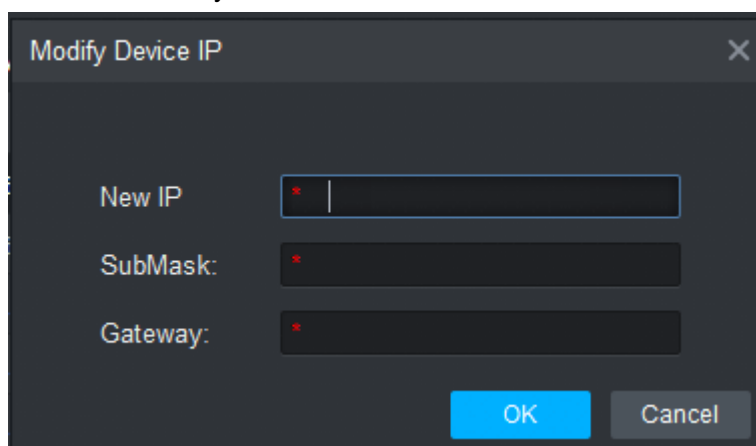 Modify Device IP
New IP *
SubMask: *
Gateway: *
OK Cancel